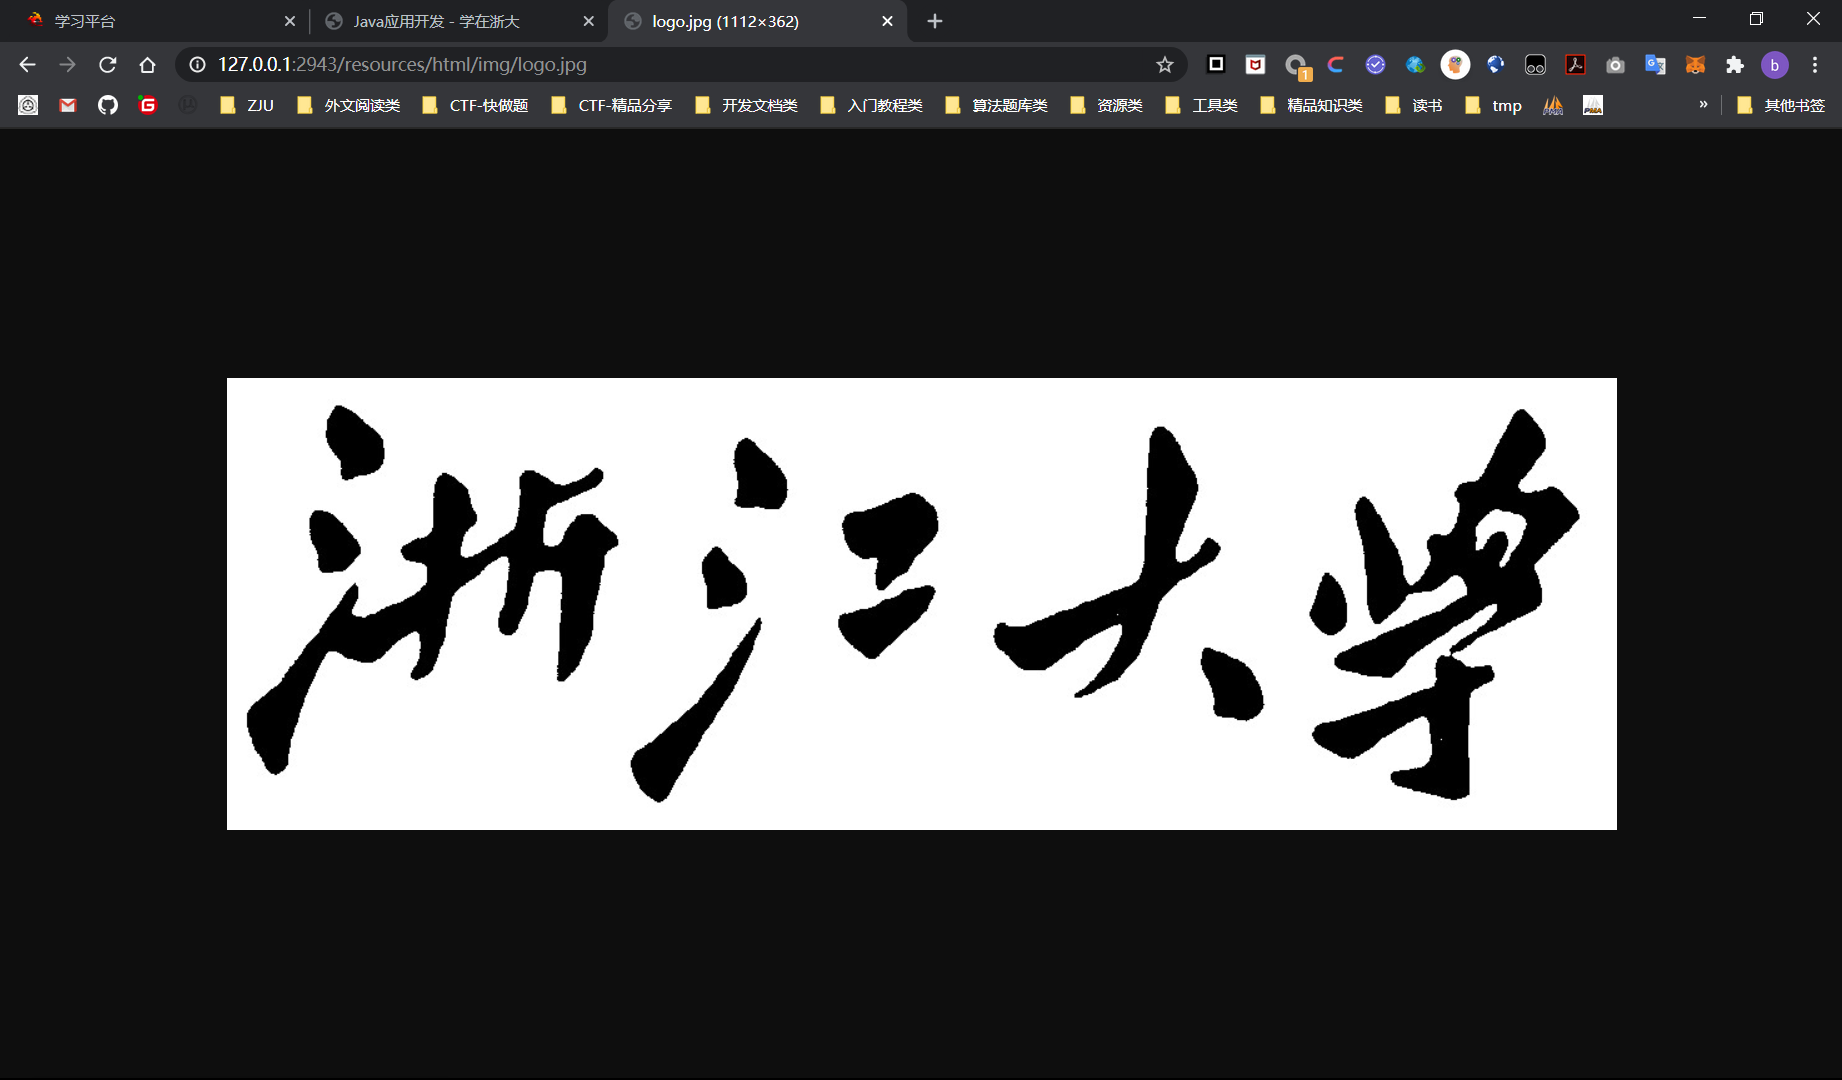 学习平台
Java应用开发 - 学在浙大
logo.jpg (1112×362)
127.0.0.1:2943/resources/html/img/logo.jpg
1
b
ZJU
外文阅读类
CTF-快做题
CTF-精品分享
开发文档类
入门教程类
算法题库类
资源类
工具类
精品知识类
读书
tmp
»
其他书签
浙江大学